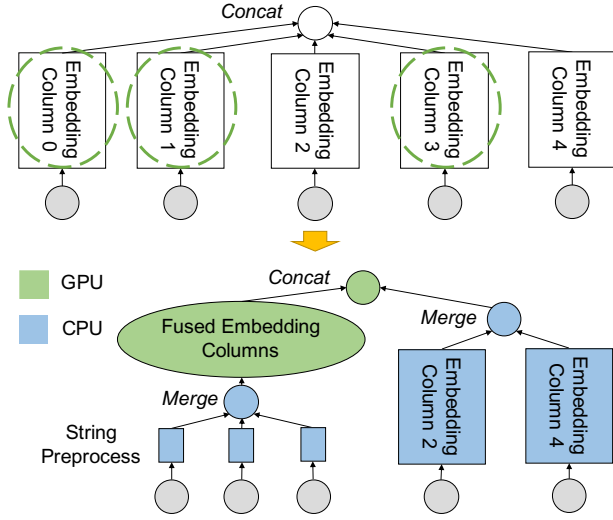 Concat
Embedding
Column 0
Embedding
Column 1
Embedding
Column 2
Embedding
Column 3
Embedding
Column 4
GPU
CPU
Concat
Fused Embedding
Columns
Merge
Merge
String
Preprocess
Embedding
Column 2
Embedding
Column 4